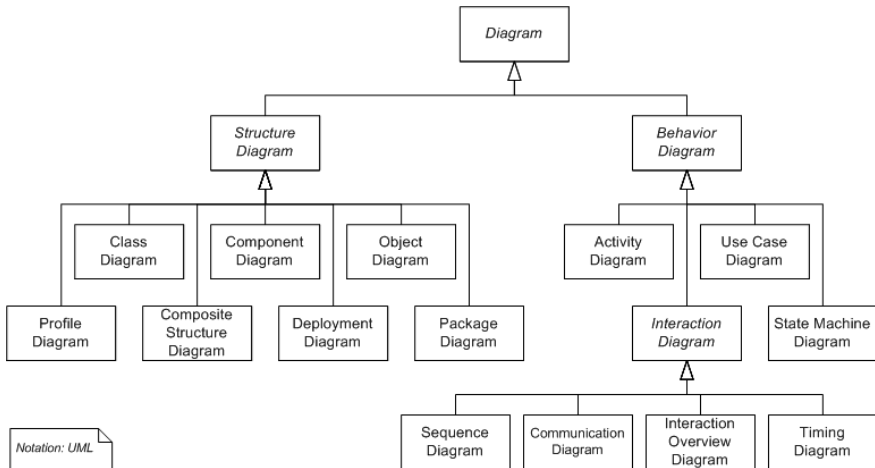 Diagram
Structure
Diagram
Behavior
Diagram
Class
Diagram
Component
Diagram
Object
Diagram
Activity
Diagram
Use Case
Diagram
Profile
Diagram
Composite
Structure
Diagram
Deployment
Diagram
Package
Diagram
Interaction
Diagram
State Machine
Diagram
Sequence
Diagram
Communication
Diagram
Interaction
Overview
Diagram
Timing
Diagram
Notation: UML